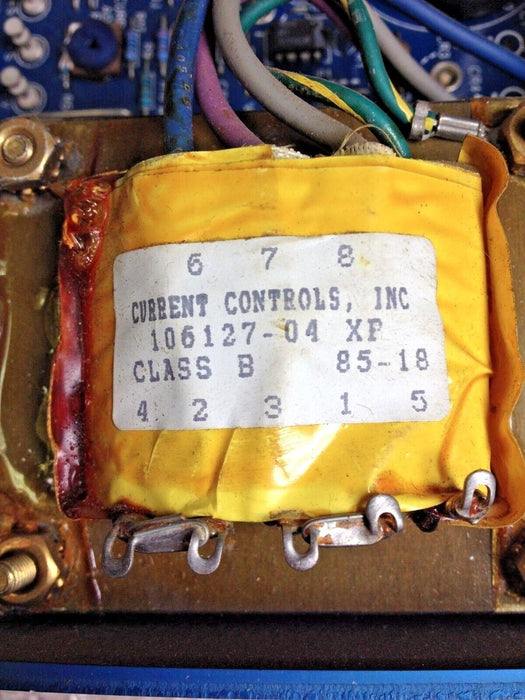 6 7 8
CURRENT CONTROLS, INC
106127-04 XF
CLASS B 85-18
4 2 3 1 5